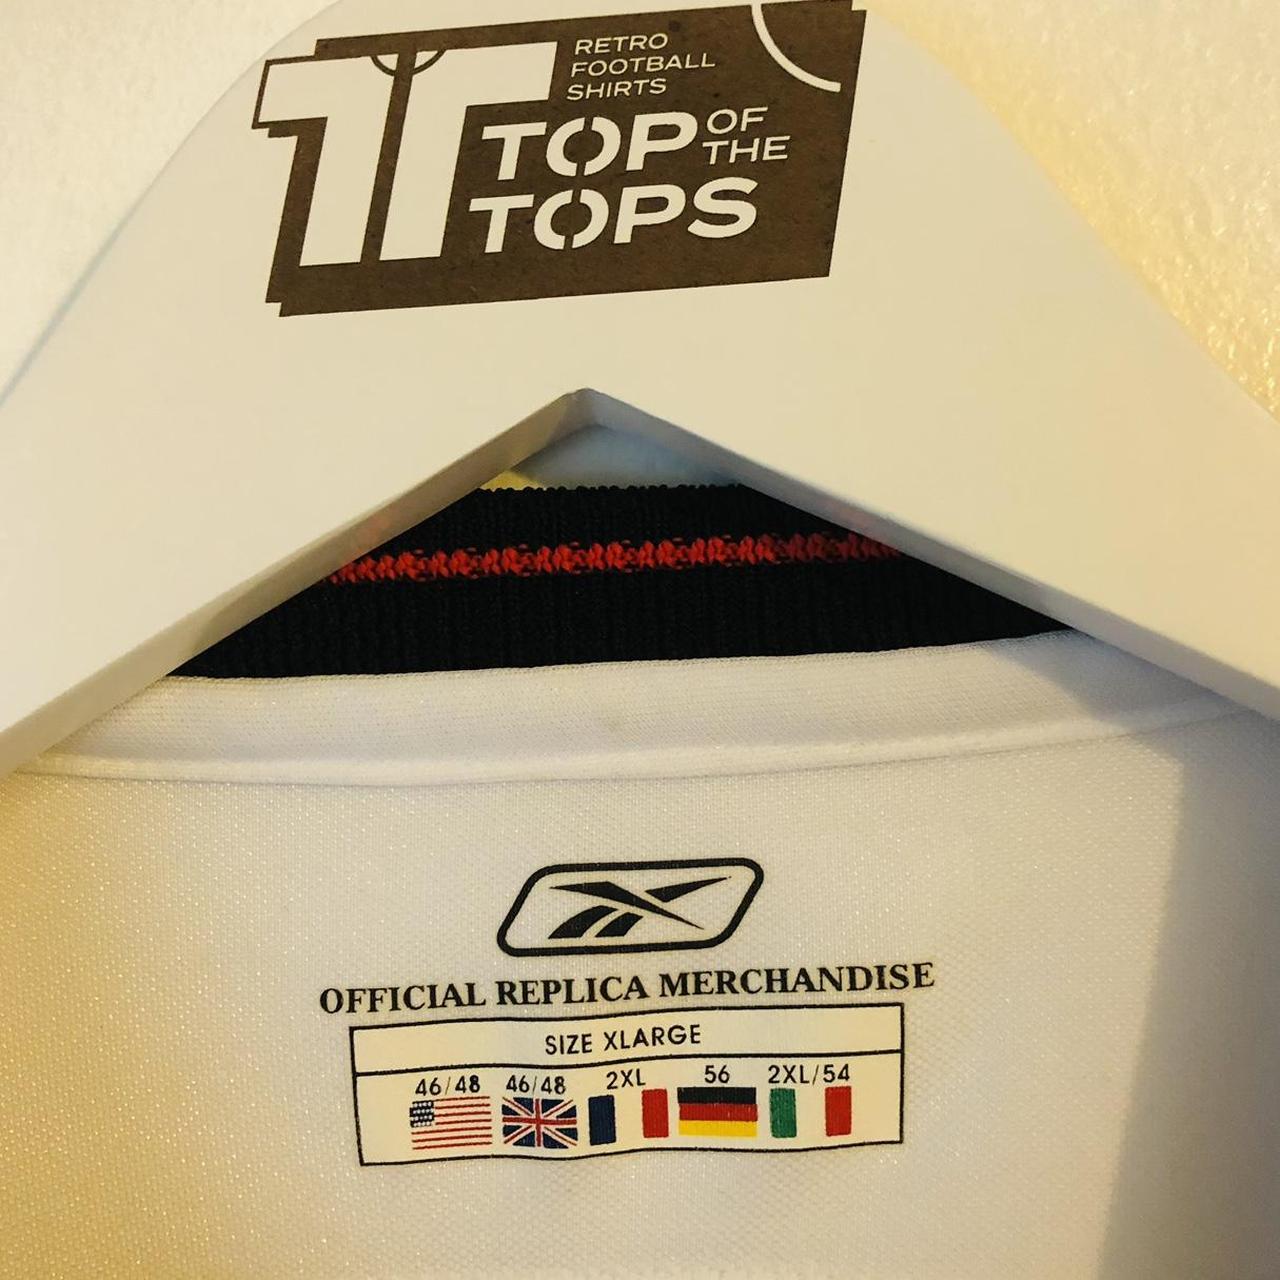 RETRO
FOOTBALL
SHIRTS
TOP OF THE
TOPS
OFFICIAL REPLICA MERCHANDISE
SIZE XLARGE
46/48 46/48 2XL 56 2XL/54